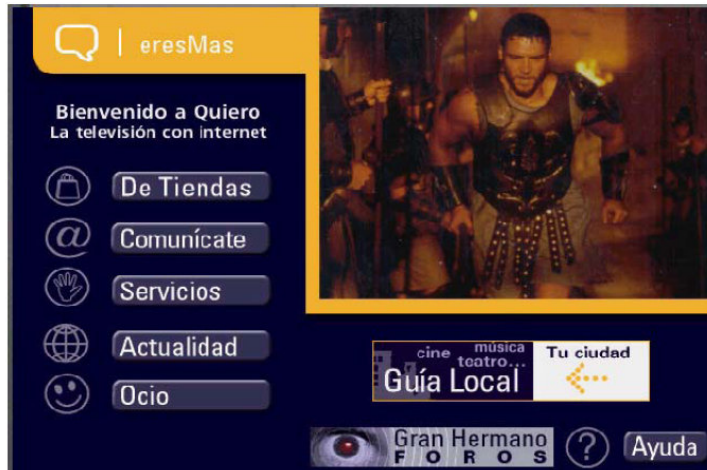 eresMas
Bienvenido a Quiero
La televisión con internet
De Tiendas
@ Comunícate
Servicios
Actualidad
Ocio
cine música
teatro...
Guía Local
Tu ciudad
Gran Hermano
FOROS
? Ayuda